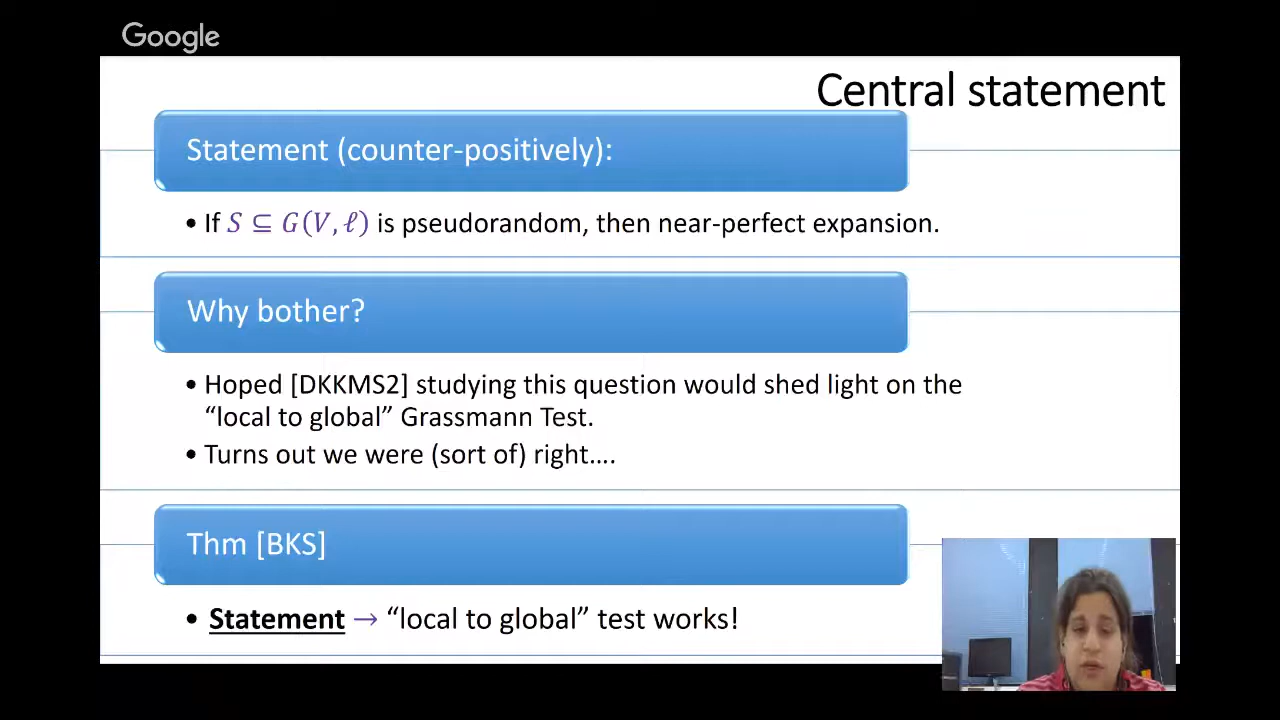 Google
Central statement
Statement (counter-positively):
• If S ⊆ G(V, ℓ) is pseudorandom, then near-perfect expansion.
Why bother?
• Hoped [DKKMS2] studying this question would shed light on the
“local to global” Grassmann Test.
• Turns out we were (sort of) right….
Thm [BKS]
• Statement → “local to global” test works!